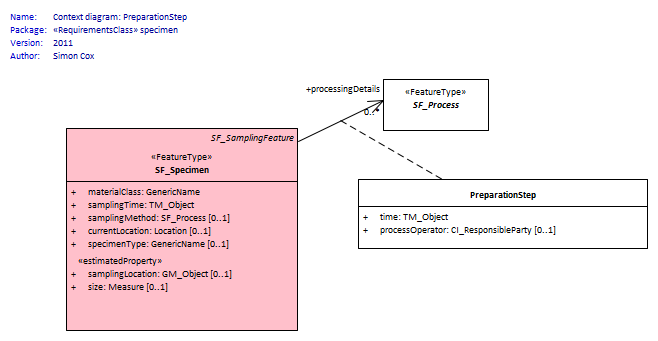 Name: Context diagram: PreparationStep
Package: «RequirementsClass» specimen
Version: 2011
Author: Simon Cox
+processingDetails
0..*
«FeatureType»
SF_Process
SF_SamplingFeature
«FeatureType»
SF_Specimen
+ materialClass: GenericName
+ samplingTime: TM_Object
+ samplingMethod: SF_Process [0..1]
+ currentLocation: Location [0..1]
+ specimenType: GenericName [0..1]
«estimatedProperty»
+ samplingLocation: GM_Object [0..1]
+ size: Measure [0..1]
PreparationStep
+ time: TM_Object
+ processOperator: CI_ResponsibleParty [0..1]